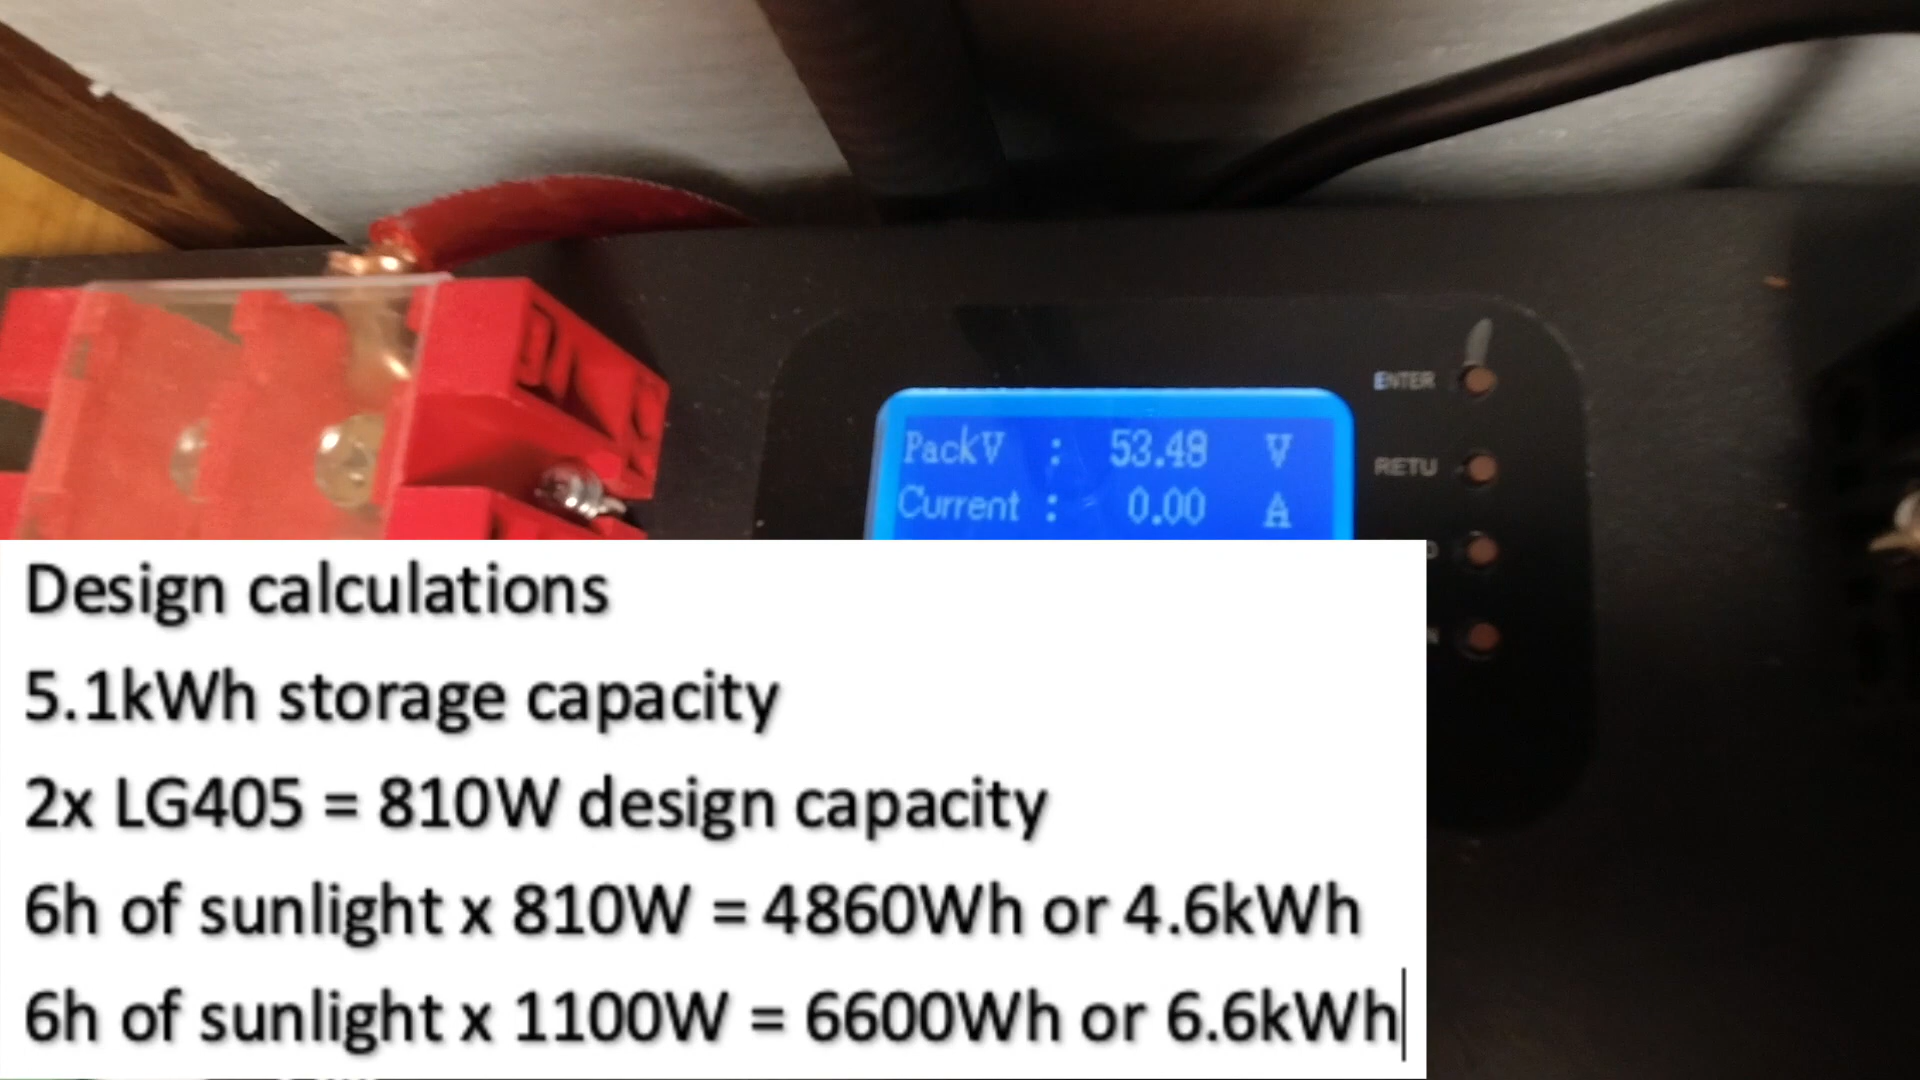 PackV : 53.48 V
Current : 0.00 A
ENTER
RETU
Design calculations
5.1kWh storage capacity
2x LG405 = 810W design capacity
6h of sunlight x 810W = 4860Wh or 4.6kWh
6h of sunlight x 1100W = 6600Wh or 6.6kWh